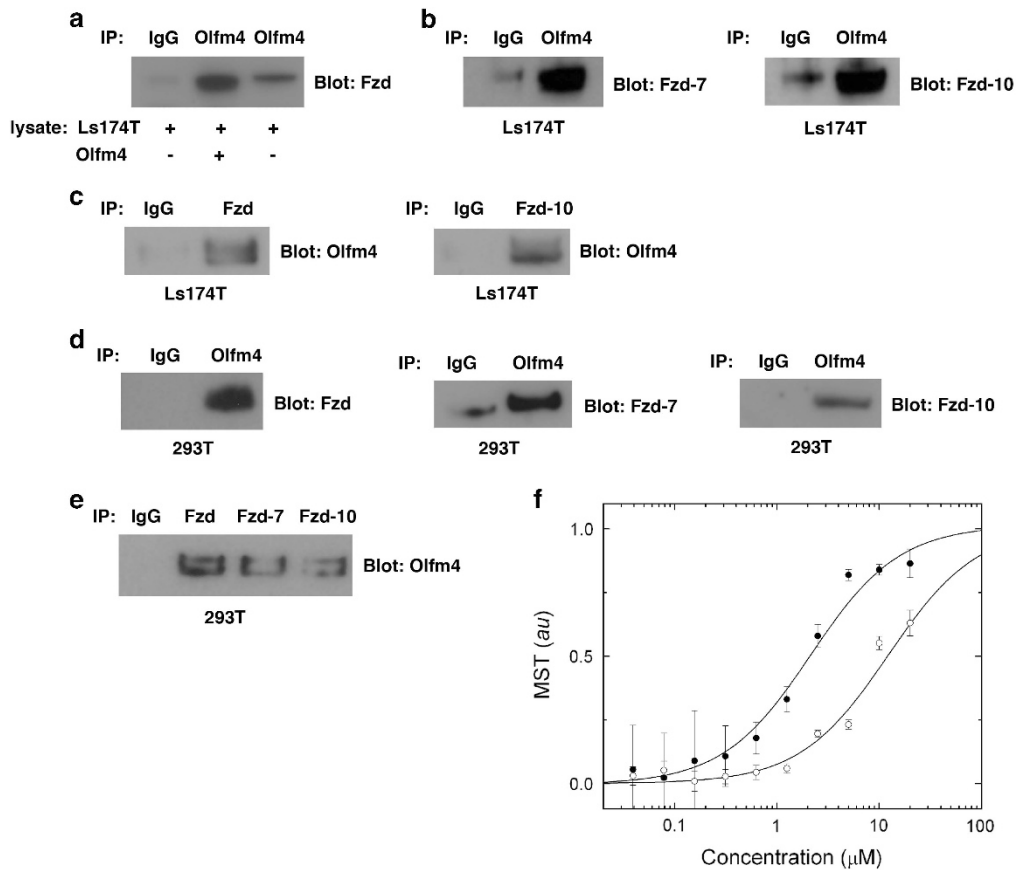 a
IP: IgG Olfm4 Olfm4
Blot: Fzd
lysate: Ls174T + + +
Olfm4 - + -
b
IP: IgG Olfm4
Blot: Fzd-7
Ls174T
IP: IgG Olfm4
Blot: Fzd-10
Ls174T
c
IP: IgG Fzd
Blot: Olfm4
Ls174T
IP: IgG Fzd-10
Blot: Olfm4
Ls174T
d
IP: IgG Olfm4
Blot: Fzd
293T
IP: IgG Olfm4
Blot: Fzd-7
293T
IP: IgG Olfm4
Blot: Fzd-10
293T
e
IP: IgG Fzd Fzd-7 Fzd-10
Blot: Olfm4
293T
f
1.0
0.5
0.0
MST (au)
0.1 1 10 100
Concentration (μM)